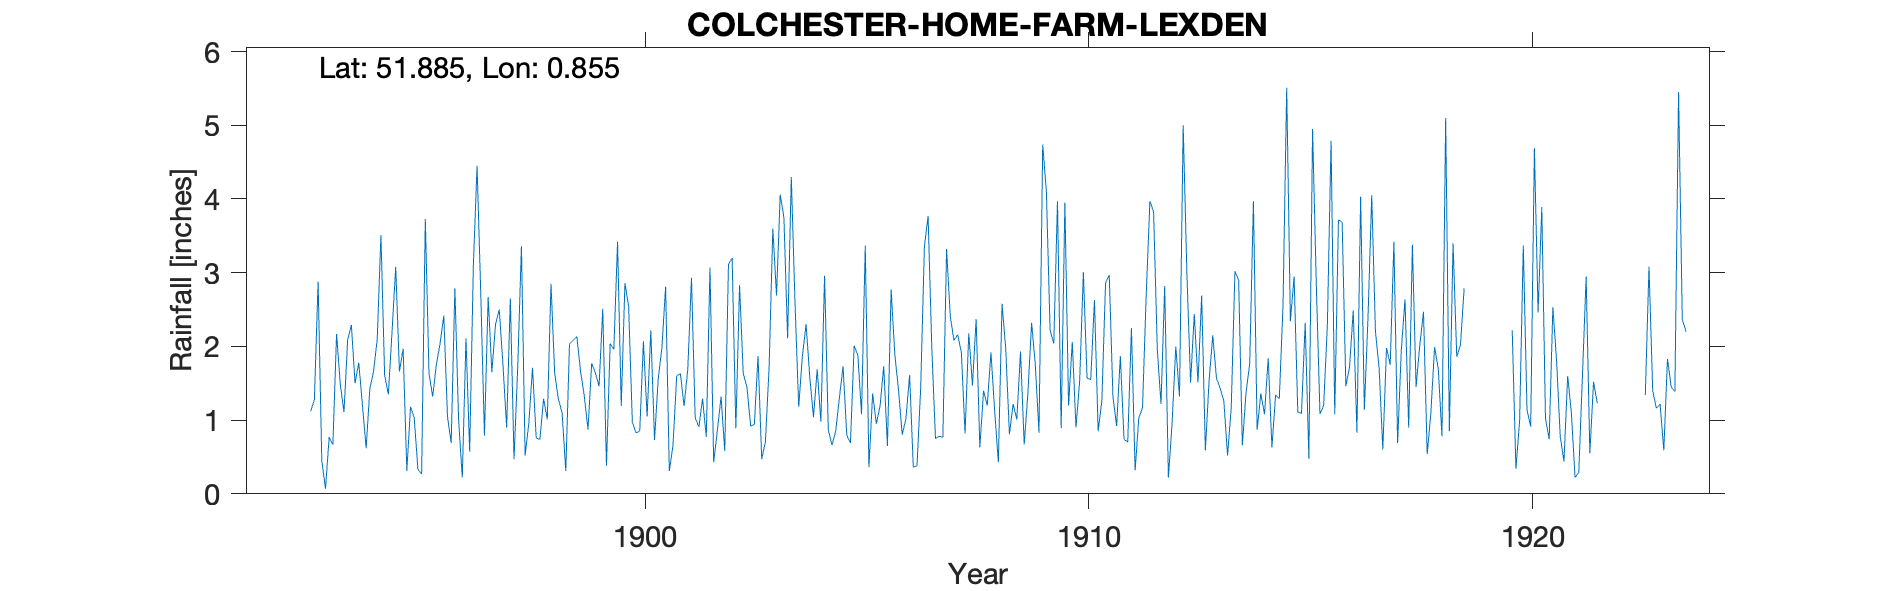 COLCHESTER-HOME-FARM-LEXDEN
Lat: 51.885, Lon: 0.855
6
5
4
3
2
1
0
Rainfall [inches]
1900 1910 1920
Year